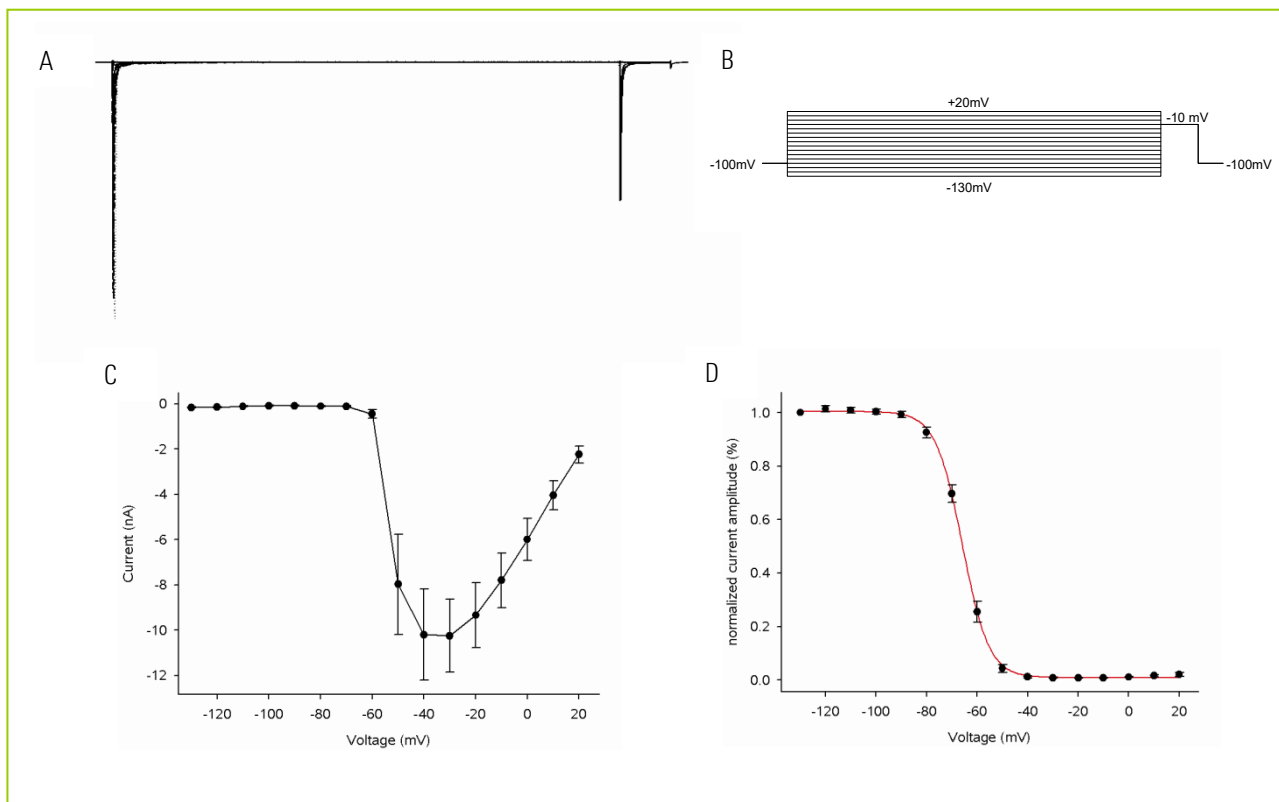 A
B
+20mV
-10 mV
-100mV
-100mV
-130mV
C
0
-2
-4
-6
-8
-10
-12
Current (nA)
-120 -100 -80 -60 -40 -20 0 20
Voltage (mV)
D
1.0
0.8
0.6
0.4
0.2
0.0
normalized current amplitude (%)
-120 -100 -80 -60 -40 -20 0 20
Voltage (mV)